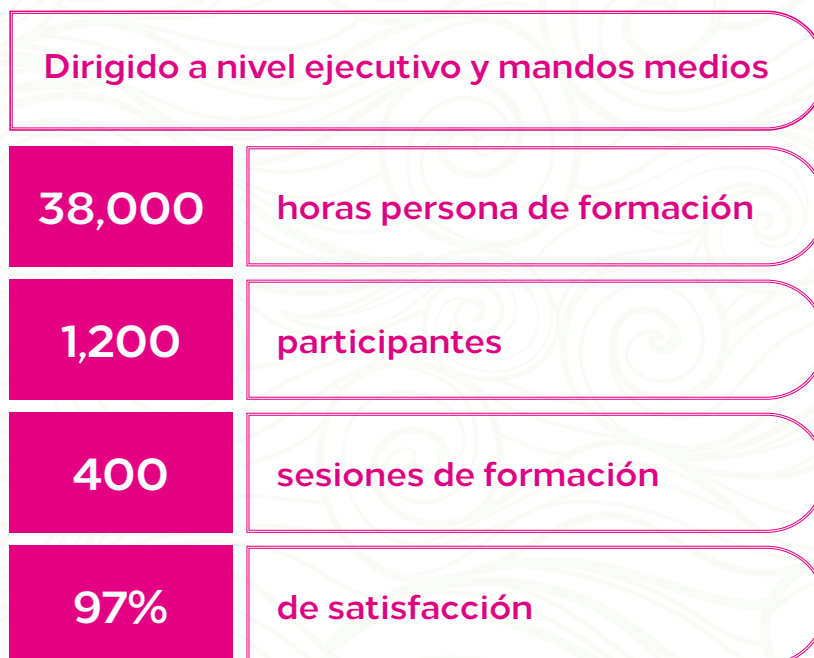 Dirigido a nivel ejecutivo y mandos medios
38,000 horas persona de formación
1,200 participantes
400 sesiones de formación
97% de satisfacción